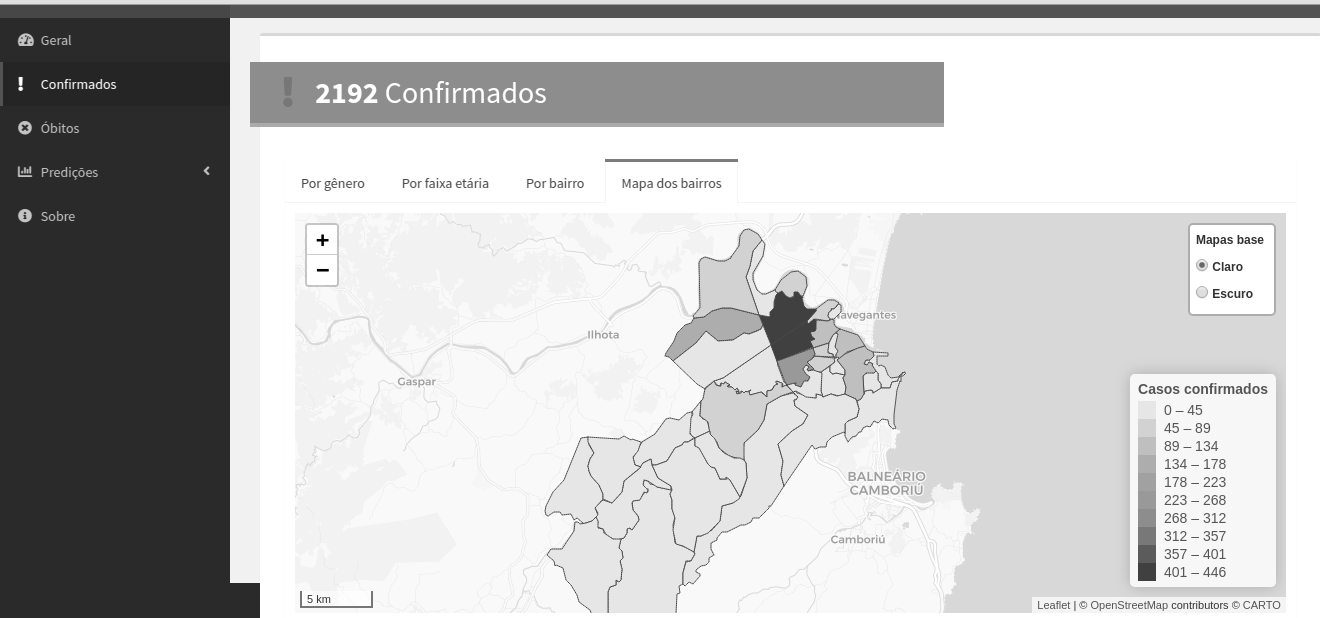 Geral
Confirmados
Óbitos
Predições
Sobre
2192 Confirmados
Por gênero
Por faixa etária
Por bairro
Mapa dos bairros
+
−
Mapas base
Claro
Escuro
avegantes
Ilhota
Gaspar
BALNEÁRIO
CAMBORIÚ
Camboriú
Casos confirmados
0 – 45
45 – 89
89 – 134
134 – 178
178 – 223
223 – 268
268 – 312
312 – 357
357 – 401
401 – 446
5 km
Leaflet | © OpenStreetMap contributors © CARTO